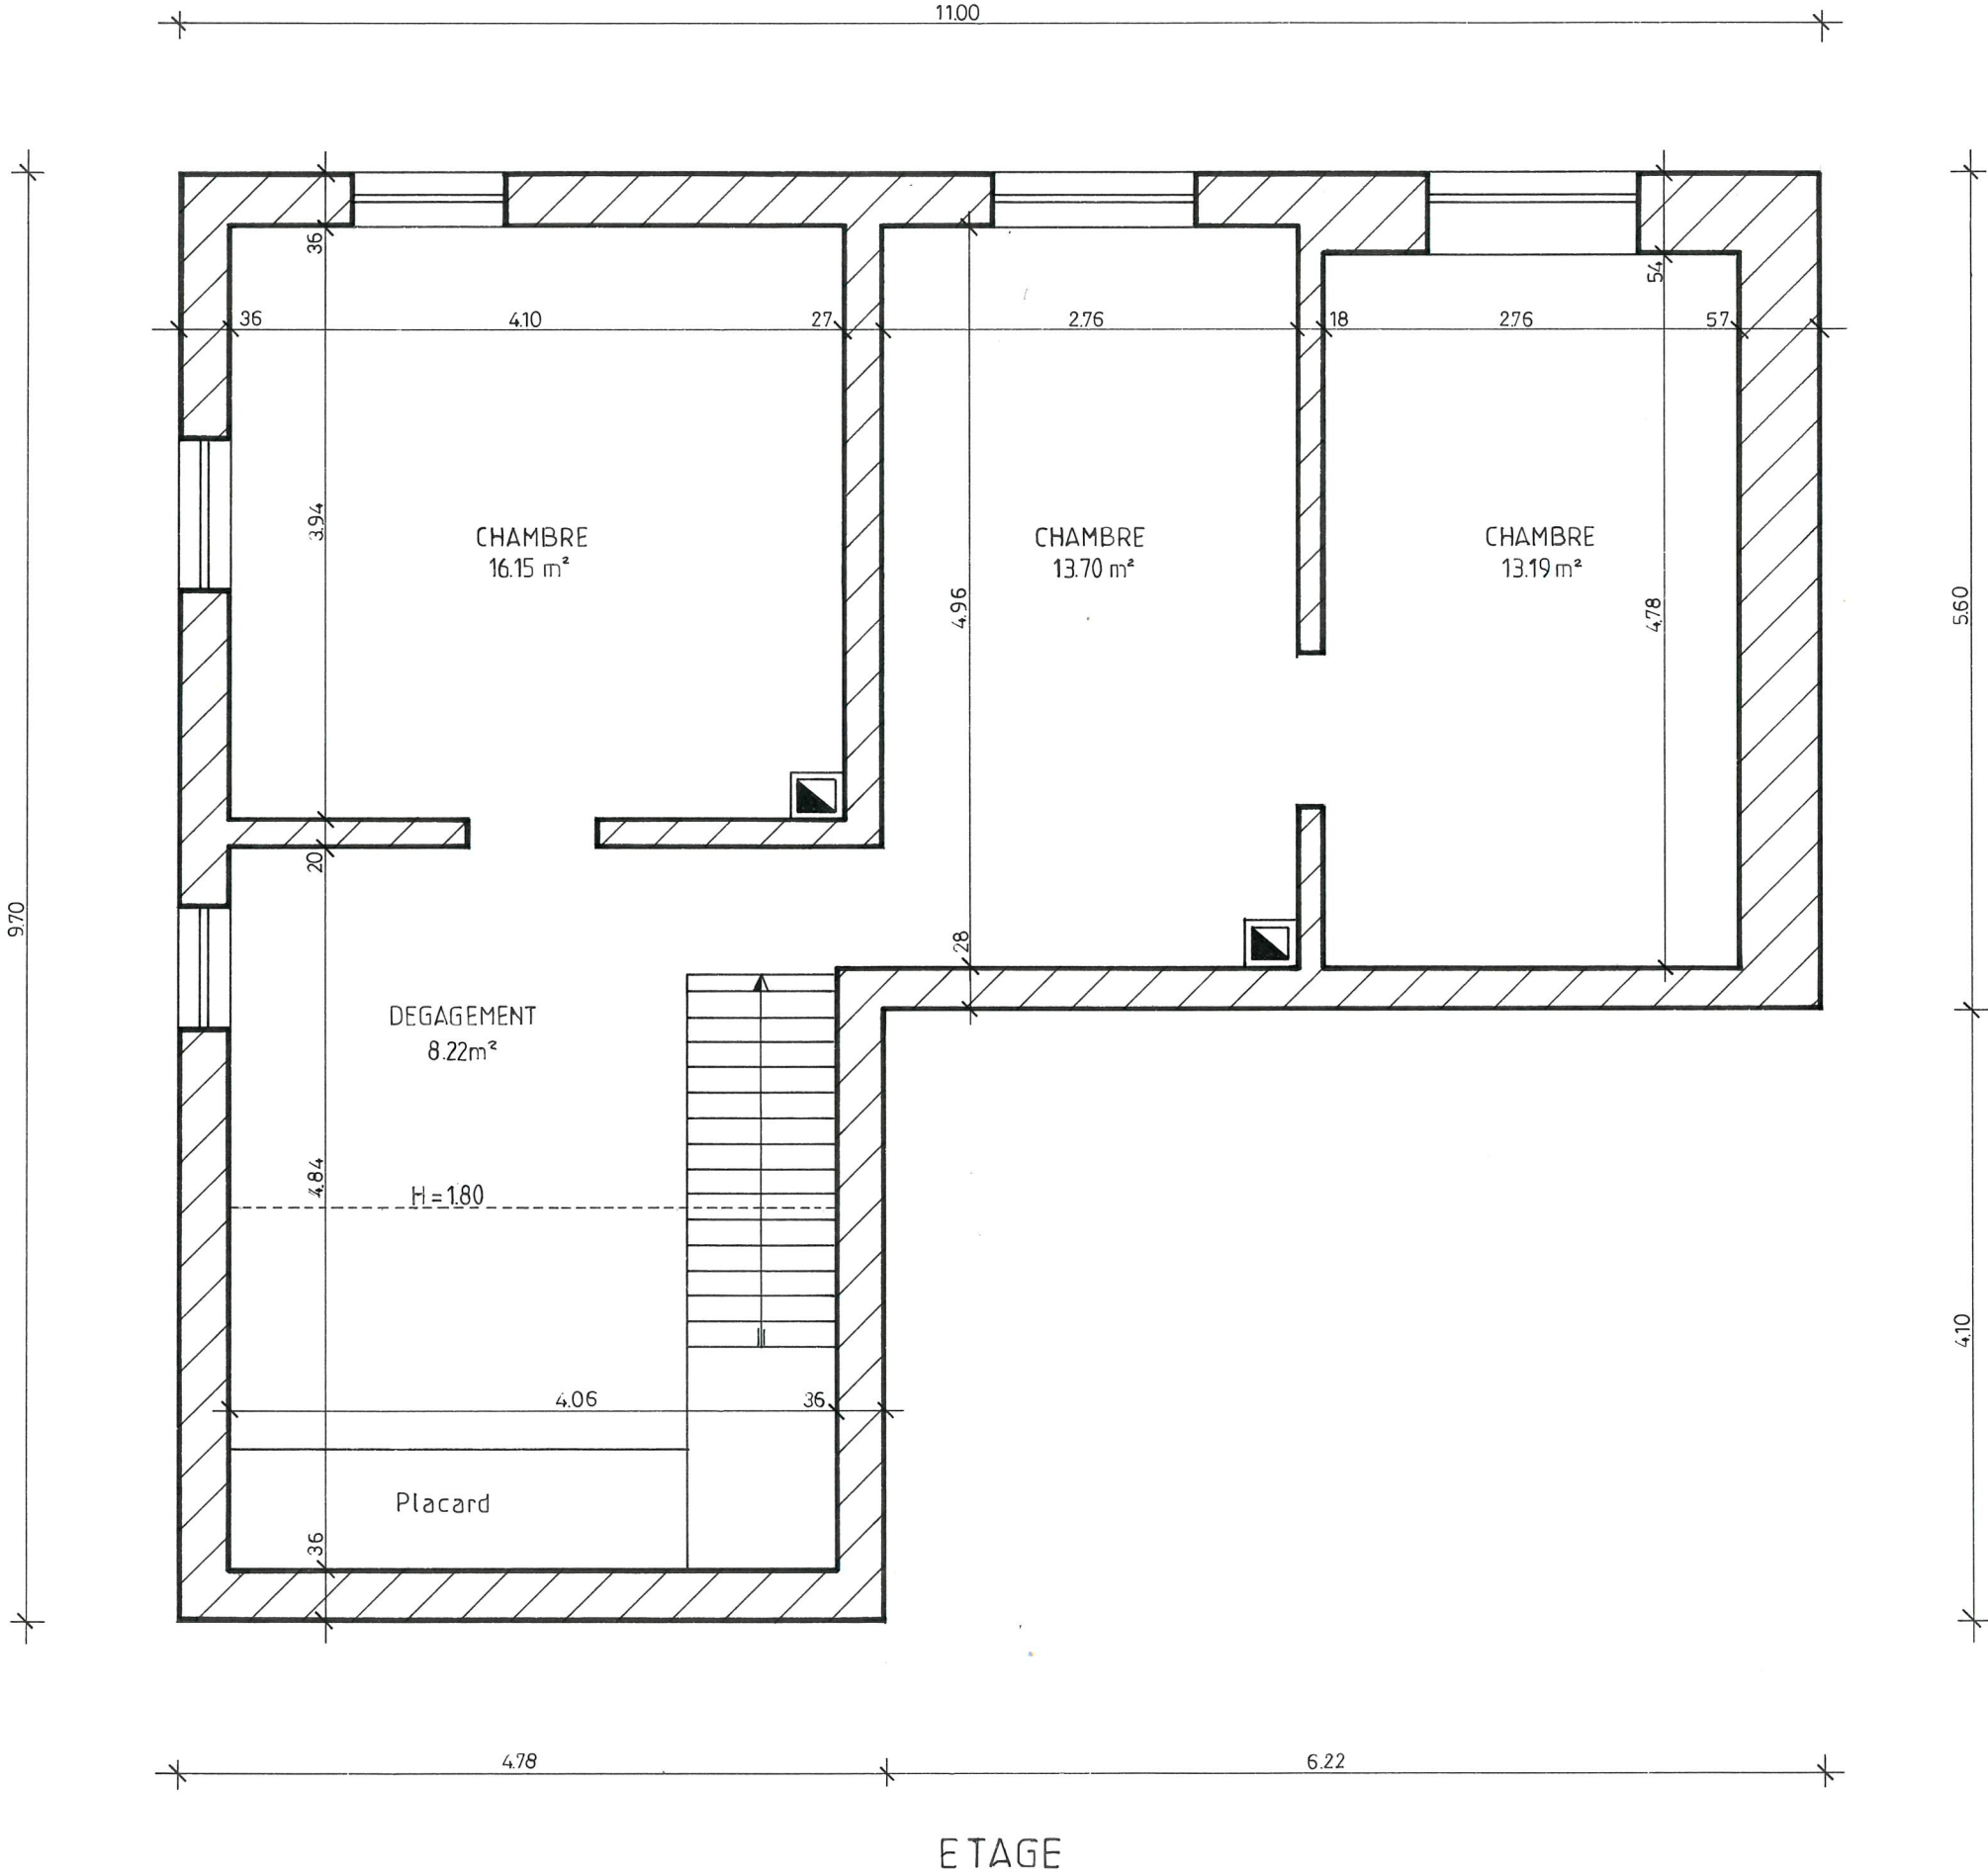 11.00
36
36
4.10
27
2.76
18
2.76
57
54
3.94
CHAMBRE
16.15 m²
CHAMBRE
13.70 m²
CHAMBRE
13.19 m²
4.96
4.78
5.60
9.70
20
28
DEGAGEMENT
8.22m²
4.84
H = 1.80
4.10
4.06
36
Placard
36
4.78
6.22
ETAGE